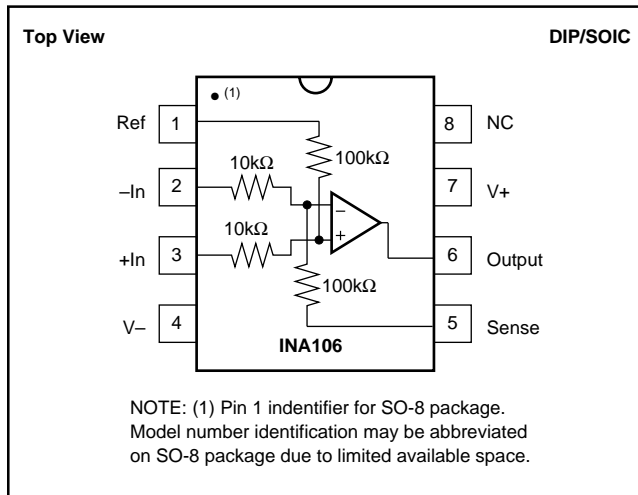 Top View DIP/SOIC
(1)
Ref 1 100kΩ 8 NC
10kΩ
–In 2 7 V+
–
10kΩ
+In 3 + 6 Output
100kΩ
V– 4 5 Sense
INA106
NOTE: (1) Pin 1 indentifier for SO-8 package.
Model number identification may be abbreviated
on SO-8 package due to limited available space.